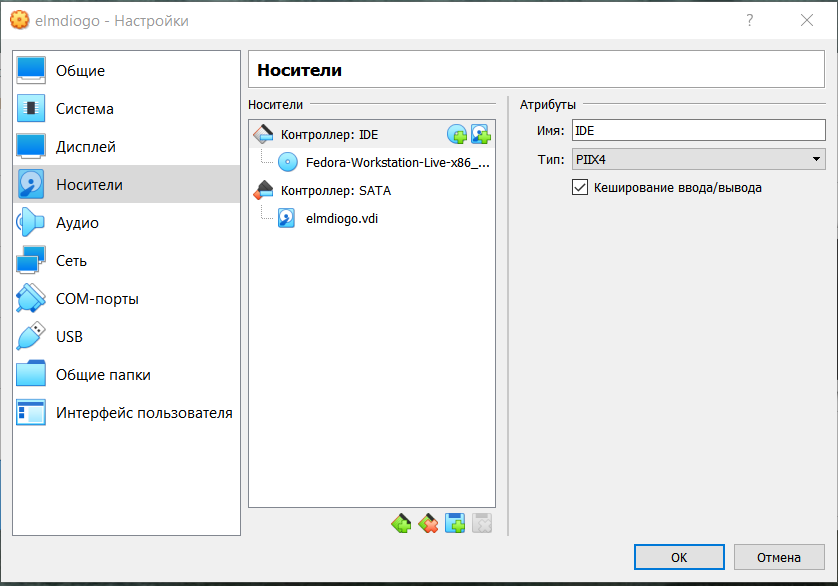 elmdiogo - Настройки
?
Общие
Система
Дисплей
Носители
Аудио
Сеть
COM-порты
USB
Общие папки
Интерфейс пользователя
Носители
Носители
Контроллер: IDE
Fedora-Workstation-Live-x86_...
Контроллер: SATA
elmdiogo.vdi
Атрибуты
Имя: IDE
Тип: PIIX4
Кеширование ввода/вывода
OK
Отмена